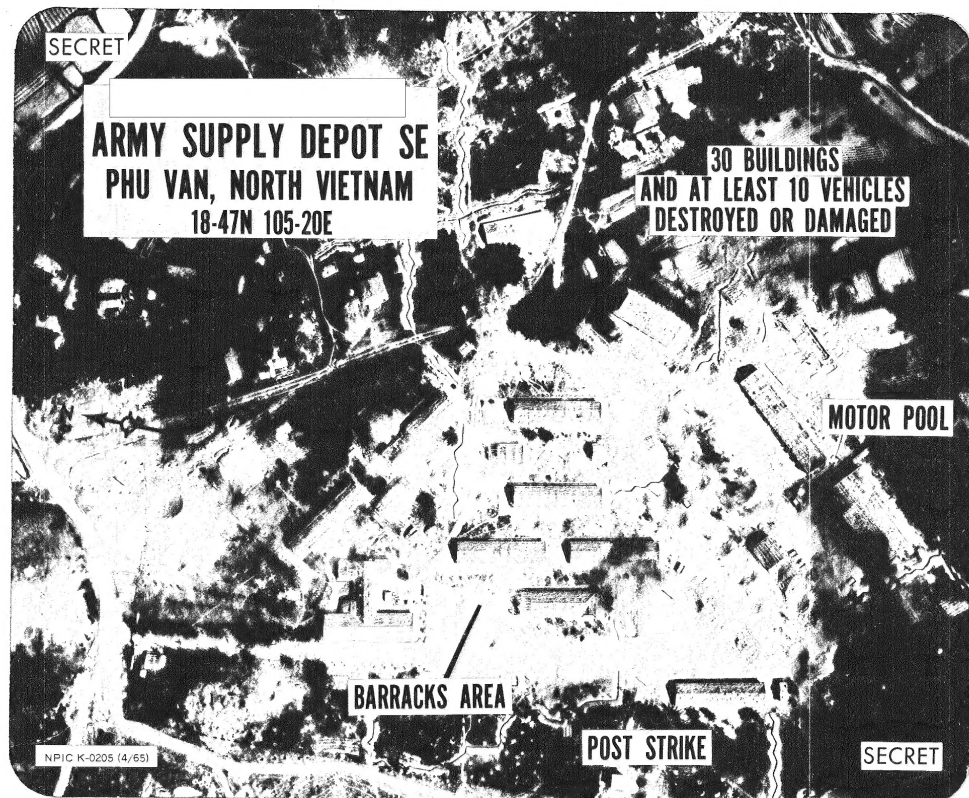 SECRET
ARMY SUPPLY DEPOT SE
PHU VAN, NORTH VIETNAM
18-47N 105-20E
30 BUILDINGS
AND AT LEAST 10 VEHICLES
DESTROYED OR DAMAGED
N
MOTOR POOL
BARRACKS AREA
POST STRIKE
NPIC K-0205 (4/65)
SECRET